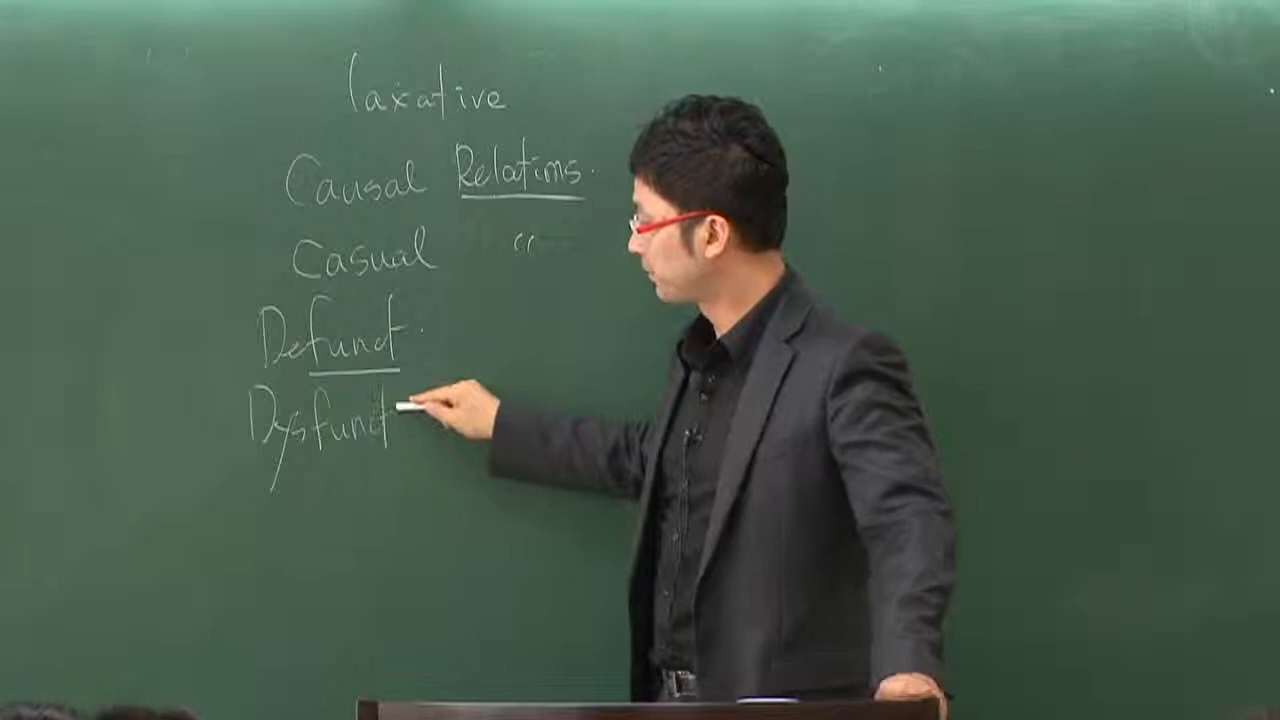 laxative
Causal Relations.
Casual "
Defunct.
Dysfunct